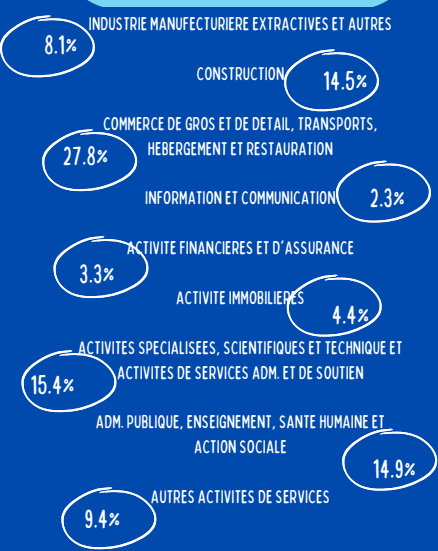 INDUSTRIE MANUFECTURIERE EXTRACTIVES ET AUTRES
8.1%
CONSTRUCTION
14.5%
COMMERCE DE GROS ET DE DETAIL, TRANSPORTS,
HEBERGEMENT ET RESTAURATION
27.8%
INFORMATION ET COMMUNICATION
2.3%
ACTIVITE FINANCIERES ET D'ASSURANCE
3.3%
ACTIVITE IMMOBILIERES
4.4%
ACTIVITES SPECIALISEES, SCIENTIFIQUES ET TECHNIQUE ET
ACTIVITES DE SERVICES ADM. ET DE SOUTIEN
15.4%
ADM. PUBLIQUE, ENSEIGNEMENT, SANTE HUMAINE ET
ACTION SOCIALE
14.9%
AUTRES ACTIVITES DE SERVICES
9.4%